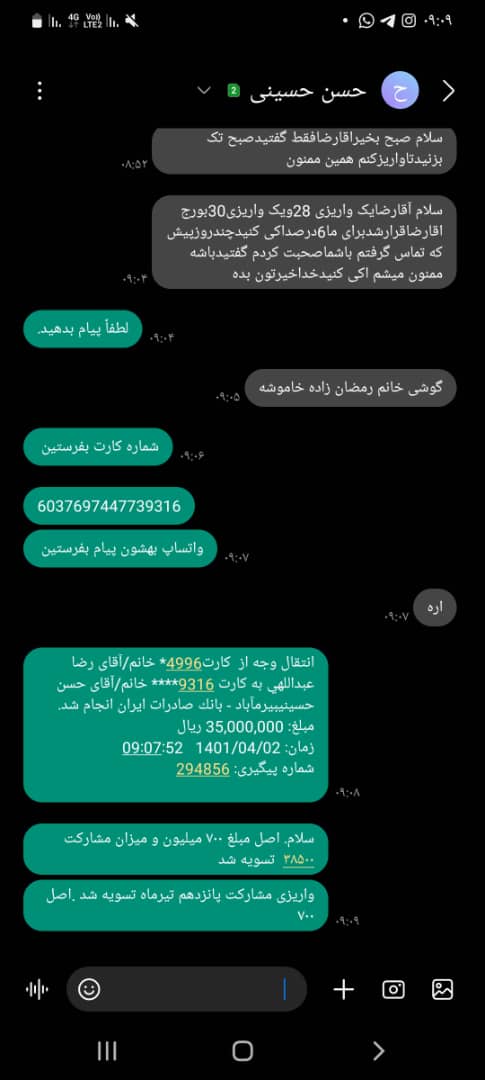 ۰۹:۰۹
4G
Vo))
LTE2
حسن حسینی
2
ح
سلام صبح بخیراقارضافقط گفتیدصبح تک
بزنیدتاواریزکنم همین ممنون
۰۸:۵۲
سلام آقارضایک واریزی 28ویک واریزی30بورج
اقارضاقرارشدبرای ما6درصداکی کنیدچندروزپیش
که تماس گرفتم باشماصحبت کردم گفتیدباشه
ممنون میشم اکی کنیدخداخیرتون بده
۰۹:۰۴
لطفاً پیام بدهید.
۰۹:۰۴
گوشی خانم رمضان زاده خاموشه
۰۹:۰۵
شماره کارت بفرستین
۰۹:۰۶
6037697447739316
واتساپ بهشون پیام بفرستین
۰۹:۰۷
اره
۰۹:۰۷
انتقال وجه از کارت4996* خانم/آقای رضا
عبداللهي به کارت 9316**** خانم/آقای حسن
حسینیبیرمآباد - بانك صادرات ایران انجام شد.
مبلغ: 35,000,000 ریال
زمان: 1401/04/02 09:07:52
شماره پیگیری: 294856
۰۹:۰۸
سلام. اصل مبلغ ۷۰۰ میلیون و میزان مشارکت
۳۸۵۰۰ تسویه شد
واریزی مشارکت پانزدهم تیرماه تسویه شد .اصل
۷۰۰
۰۹:۰۹